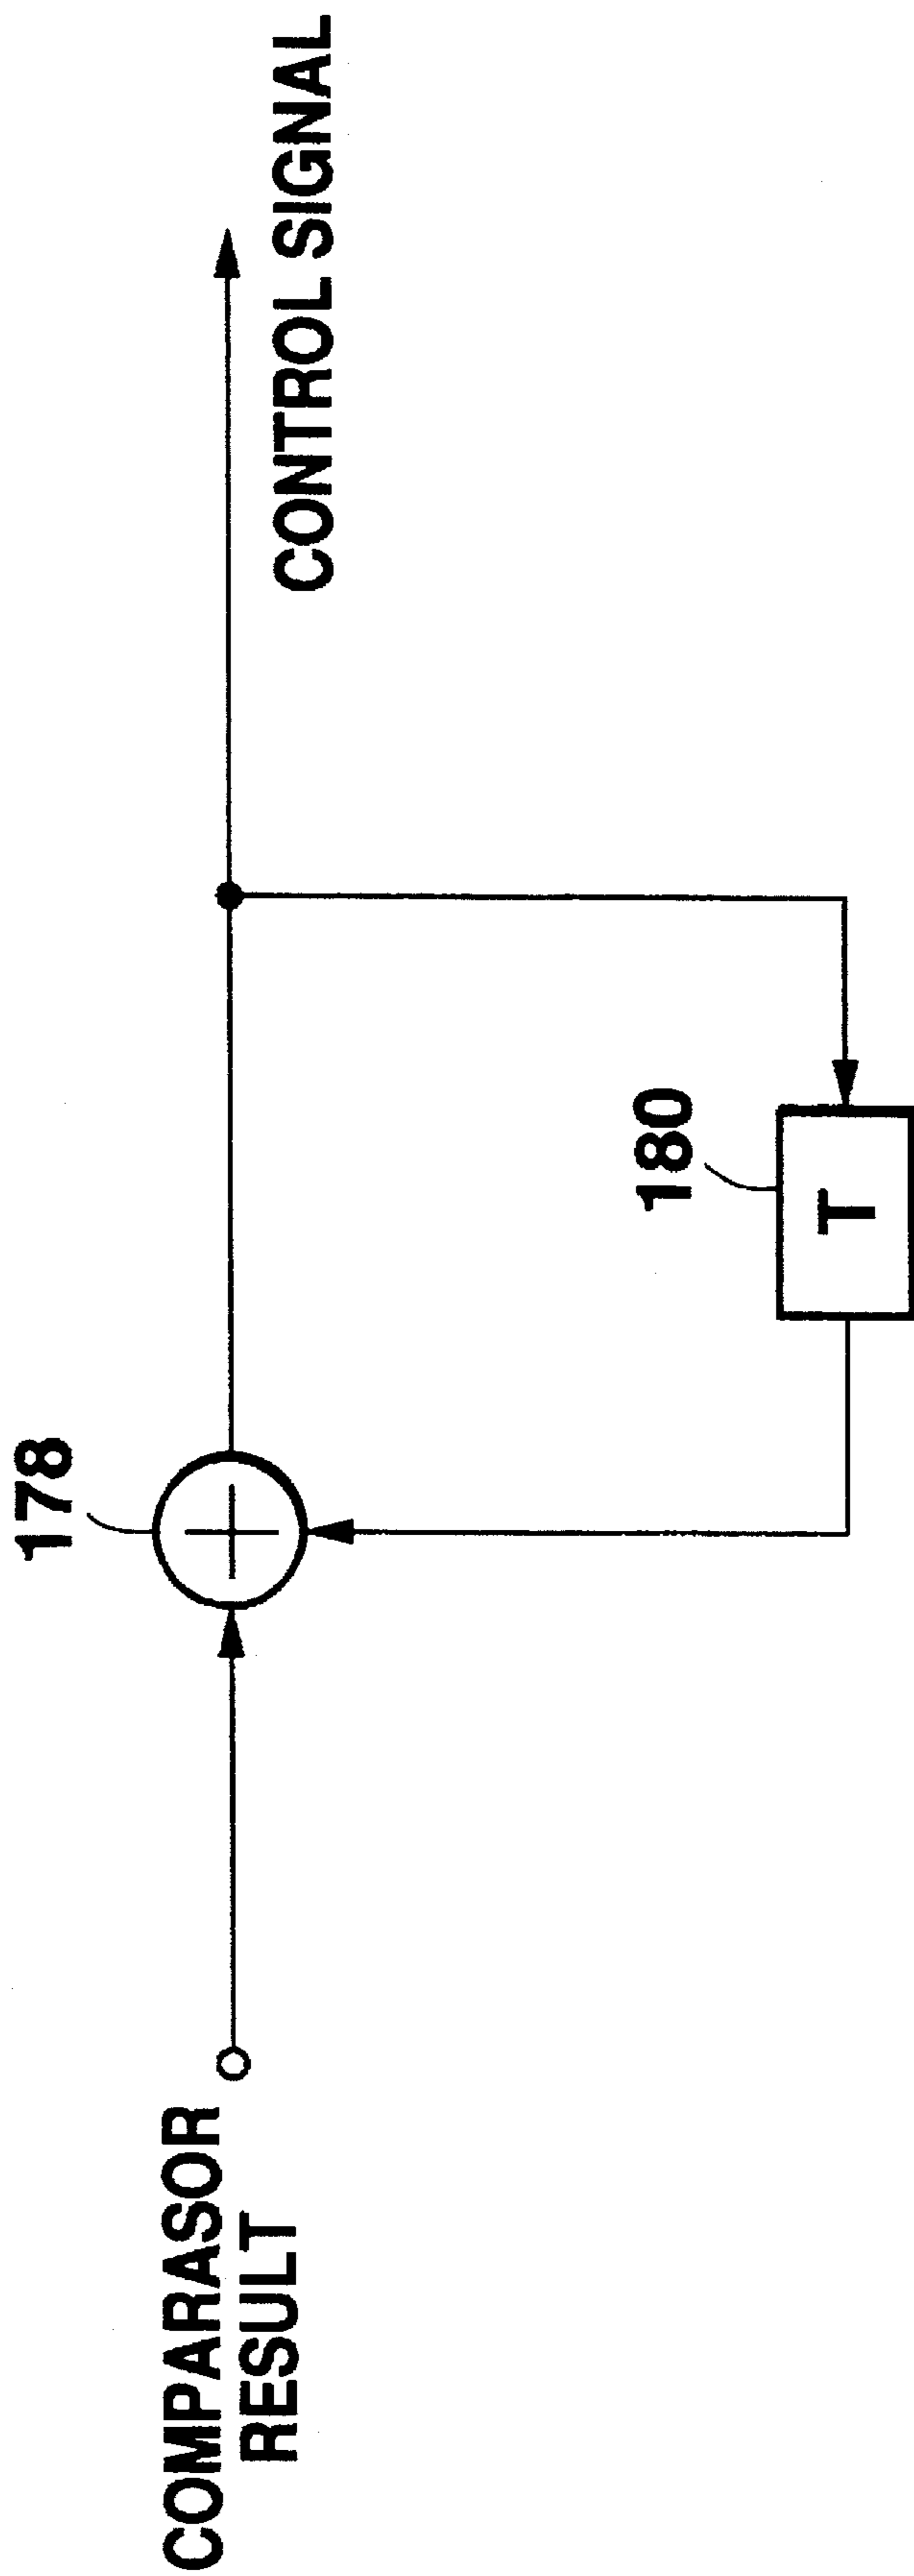 178
COMPARASOR
RESULT
CONTROL SIGNAL
180
T